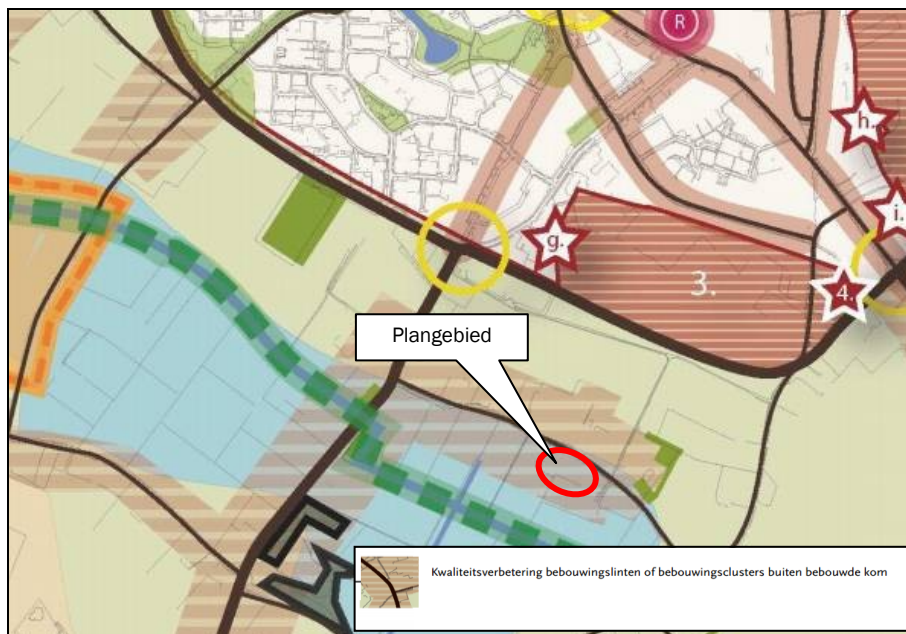 R
h.
i.
g.
3.
4.
Plangebied
Kwaliteitsverbetering bebouwingslinten of bebouwingsclusters buiten bebouwde kom